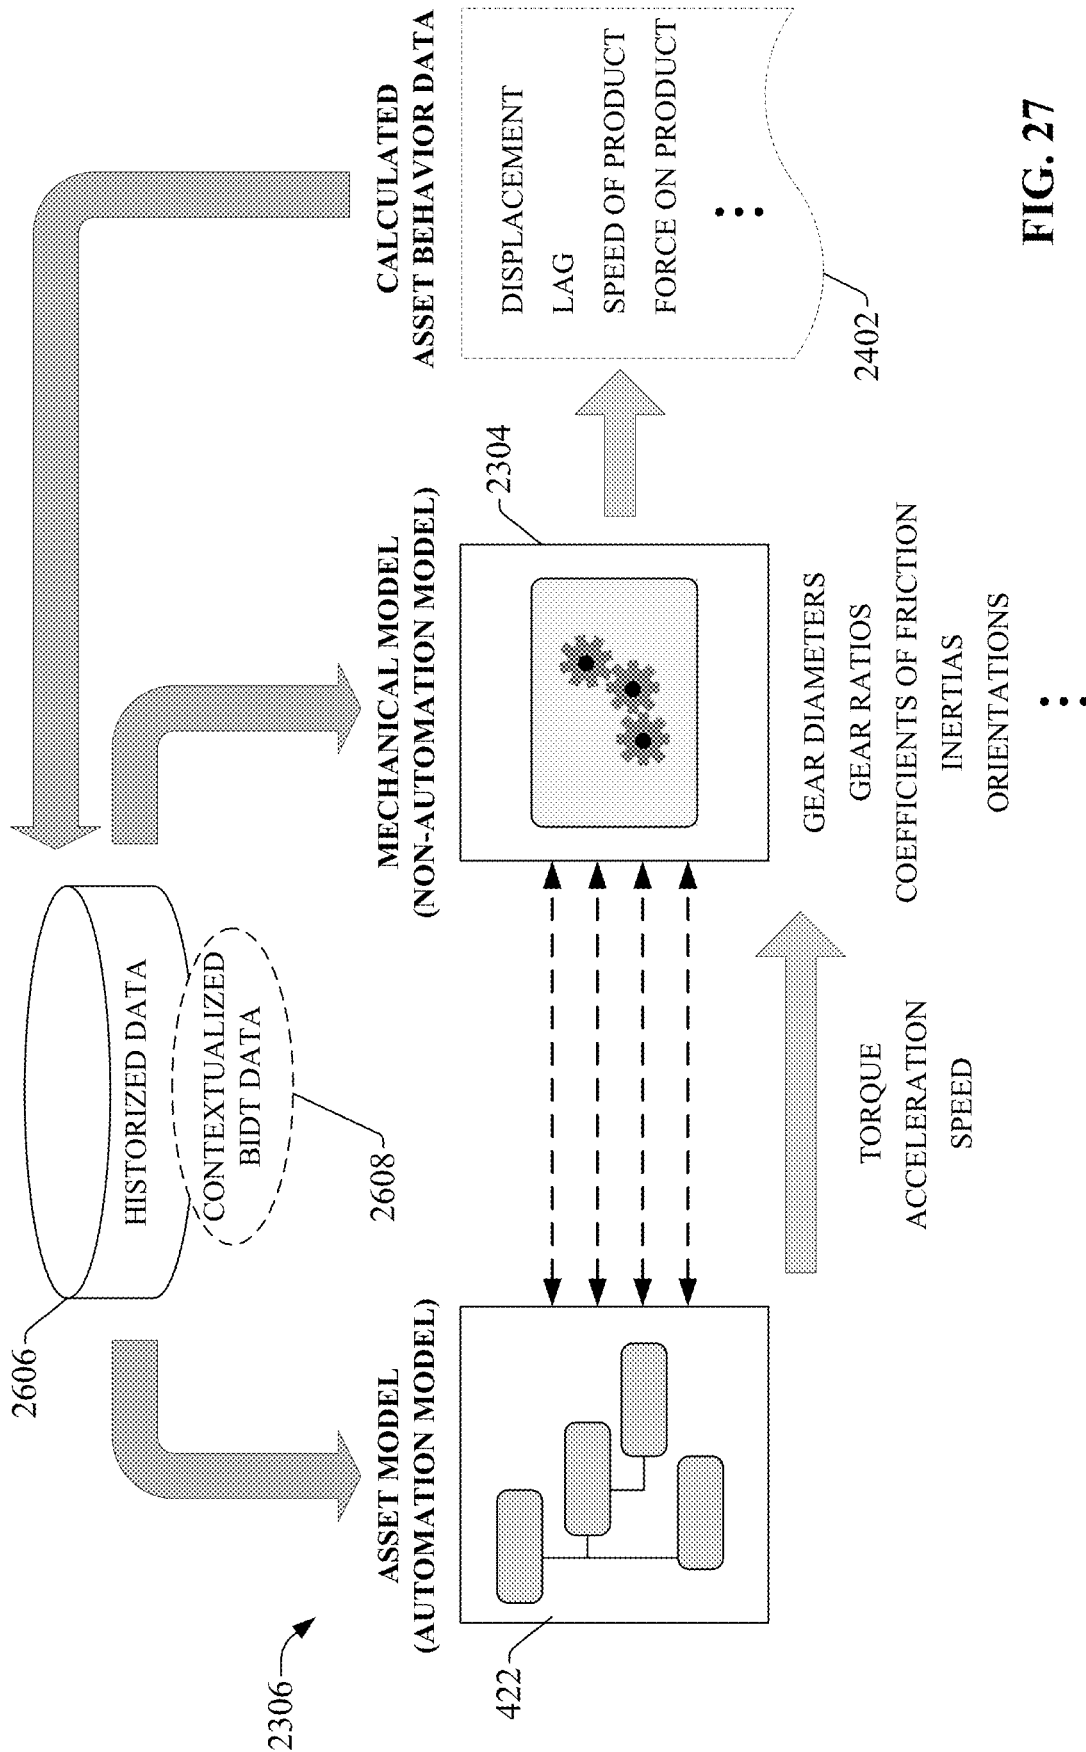 2606
HISTORIZED DATA
CONTEXTUALIZED
BIDT DATA
2608
2306
ASSET MODEL
(AUTOMATION MODEL)
422
MECHANICAL MODEL
(NON-AUTOMATION MODEL)
2304
CALCULATED
ASSET BEHAVIOR DATA
DISPLACEMENT
LAG
SPEED OF PRODUCT
FORCE ON PRODUCT
2402
TORQUE
ACCELERATION
SPEED
GEAR DIAMETERS
GEAR RATIOS
COEFFICIENTS OF FRICTION
INERTIAS
ORIENTATIONS
FIG. 27